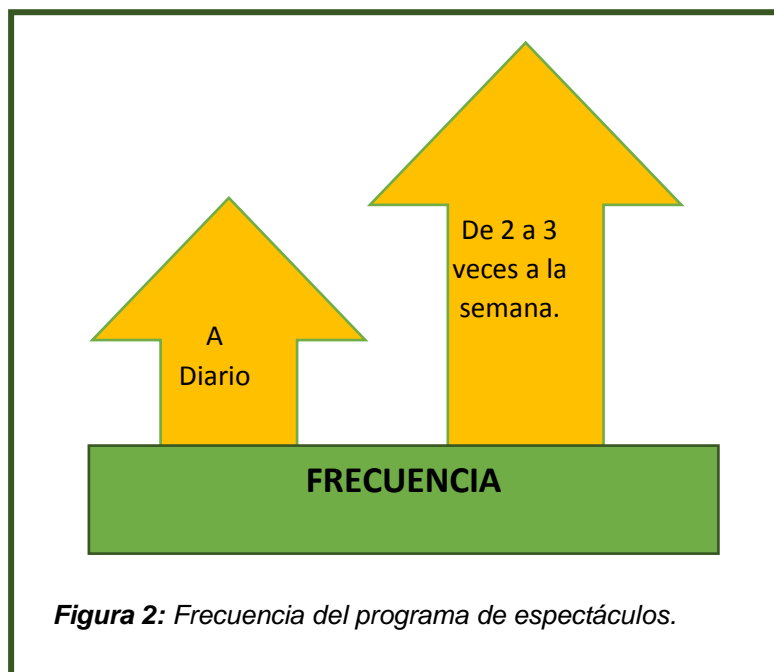 De 2 a 3
veces a la
semana.
A
Diario
FRECUENCIA
Figura 2: Frecuencia del programa de espectáculos.